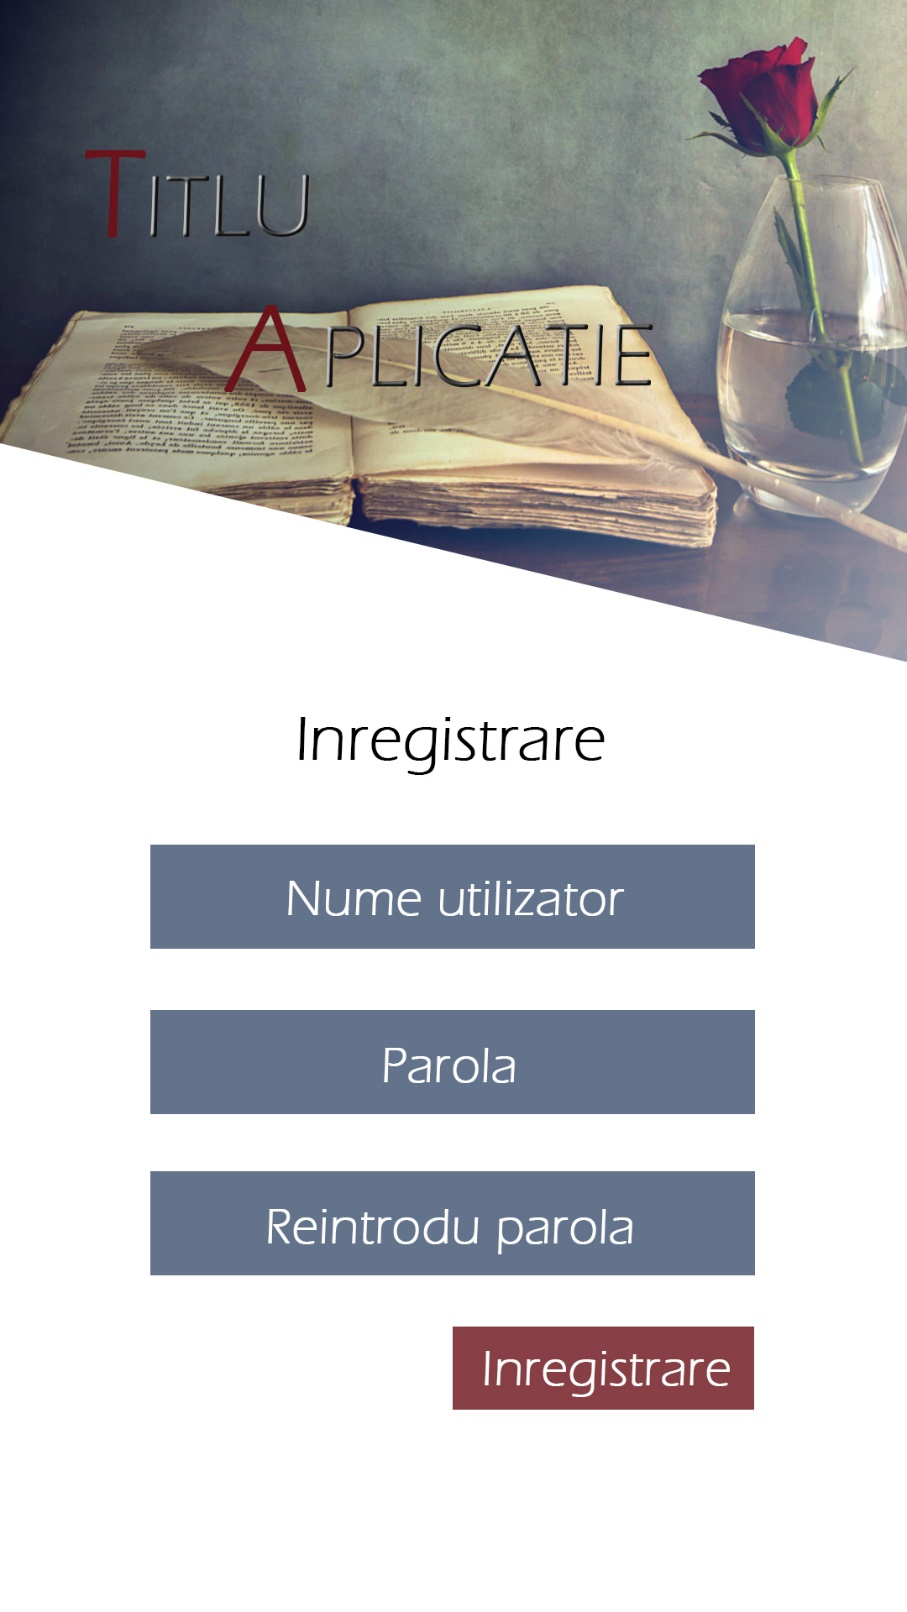 TITLU
APLICATIE
Inregistrare
Nume utilizator
Parola
Reintrodu parola
Inregistrare